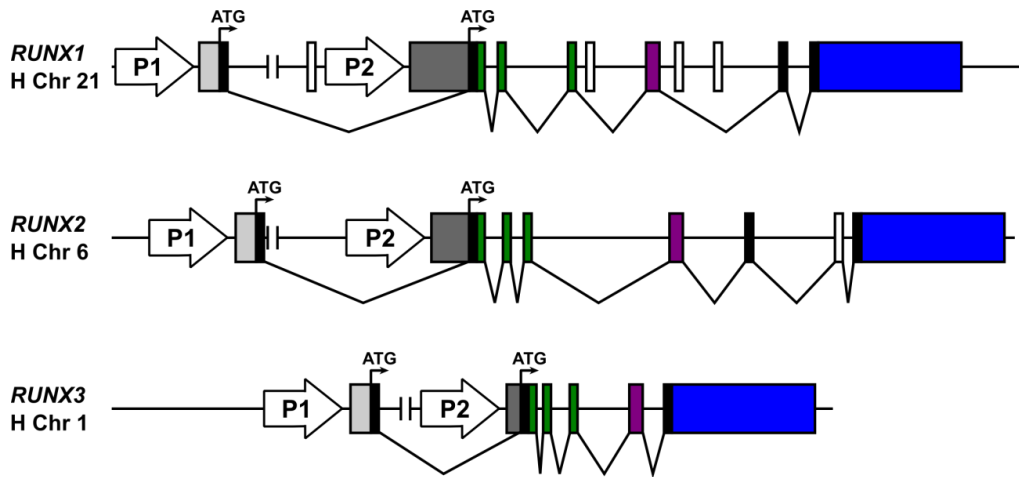 ATG ATG
RUNX1 P1 P2
H Chr 21
ATG ATG
RUNX2 P1 P2
H Chr 6
ATG ATG
RUNX3 P1 P2
H Chr 1